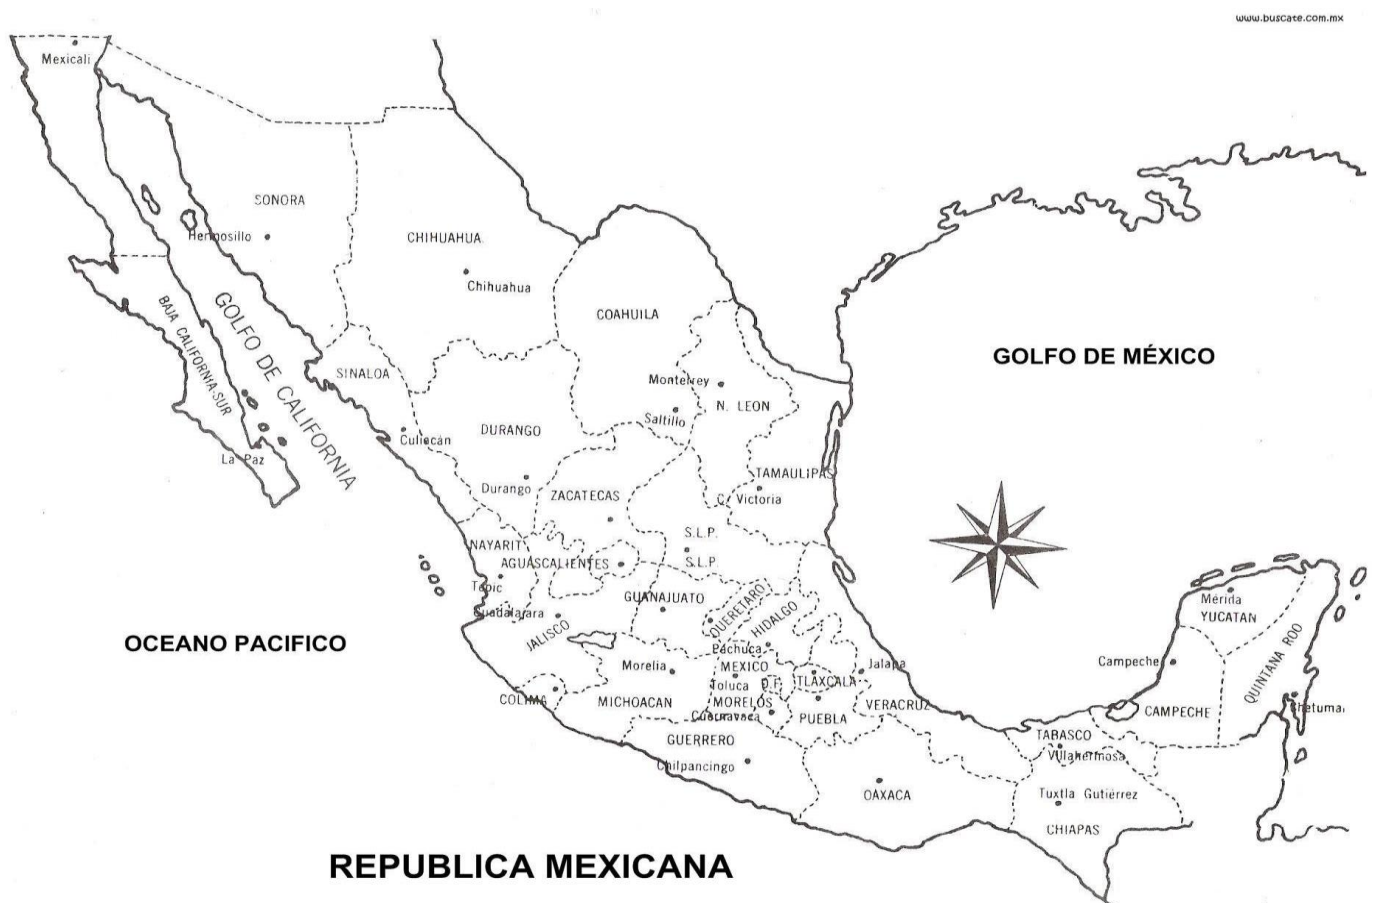 www.buscate.com.mx
Mexicali
SONORA
Hermosillo
CHIHUAHUA
Chihuahua
COAHUILA
BAJA CALIFORNIA-SUR
GOLFO DE CALIFORNIA
GOLFO DE MÉXICO
SINALOA
Monterrey
N. LEON
Saltillo
DURANGO
Culiacán
La Paz
TAMAULIPAS
Durango
ZACATECAS
C. Victoria
S.L.P.
NAYARIT
AGUASCALIENTES
S.L.P.
Tepic
GUANAJUATO
QUERETARO
HIDALGO
Guadalajara
JALISCO
Mérida
YUCATAN
QUINTANA ROO
OCEANO PACIFICO
Pachuca
Morelia
MEXICO
Jalapa
Campeche
Toluca
D.F.
TLAXCALA
COLIMA
MICHOACAN
MORELOS
VERACRUZ
Cuernavaca
PUEBLA
CAMPECHE
Chetumal
GUERRERO
TABASCO
Chilpancingo
Villahermosa
OAXACA
Tuxtla Gutiérrez
CHIAPAS
REPUBLICA MEXICANA